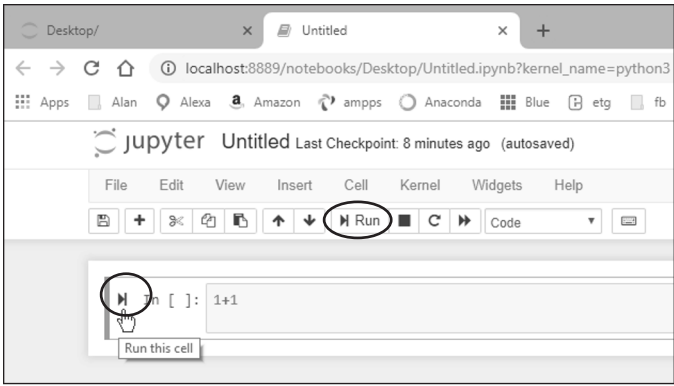 Desktop/ Untitled
localhost:8889/notebooks/Desktop/Untitled.ipynb?kernel_name=python3
Apps Alan Alexa Amazon ampps Anaconda Blue etg fb
jupyter Untitled Last Checkpoint: 8 minutes ago (autosaved)
File Edit View Insert Cell Kernel Widgets Help
Run Code
In [ ]: 1+1
Run this cell